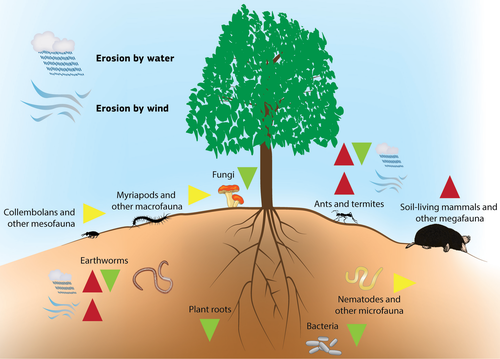 Erosion by water
Erosion by wind
Fungi
Myriapods and
other macrofauna
Collembolans and
other mesofauna
Ants and termites
Soil-living mammals and
other megafauna
Earthworms
Plant roots
Nematodes and
other microfauna
Bacteria